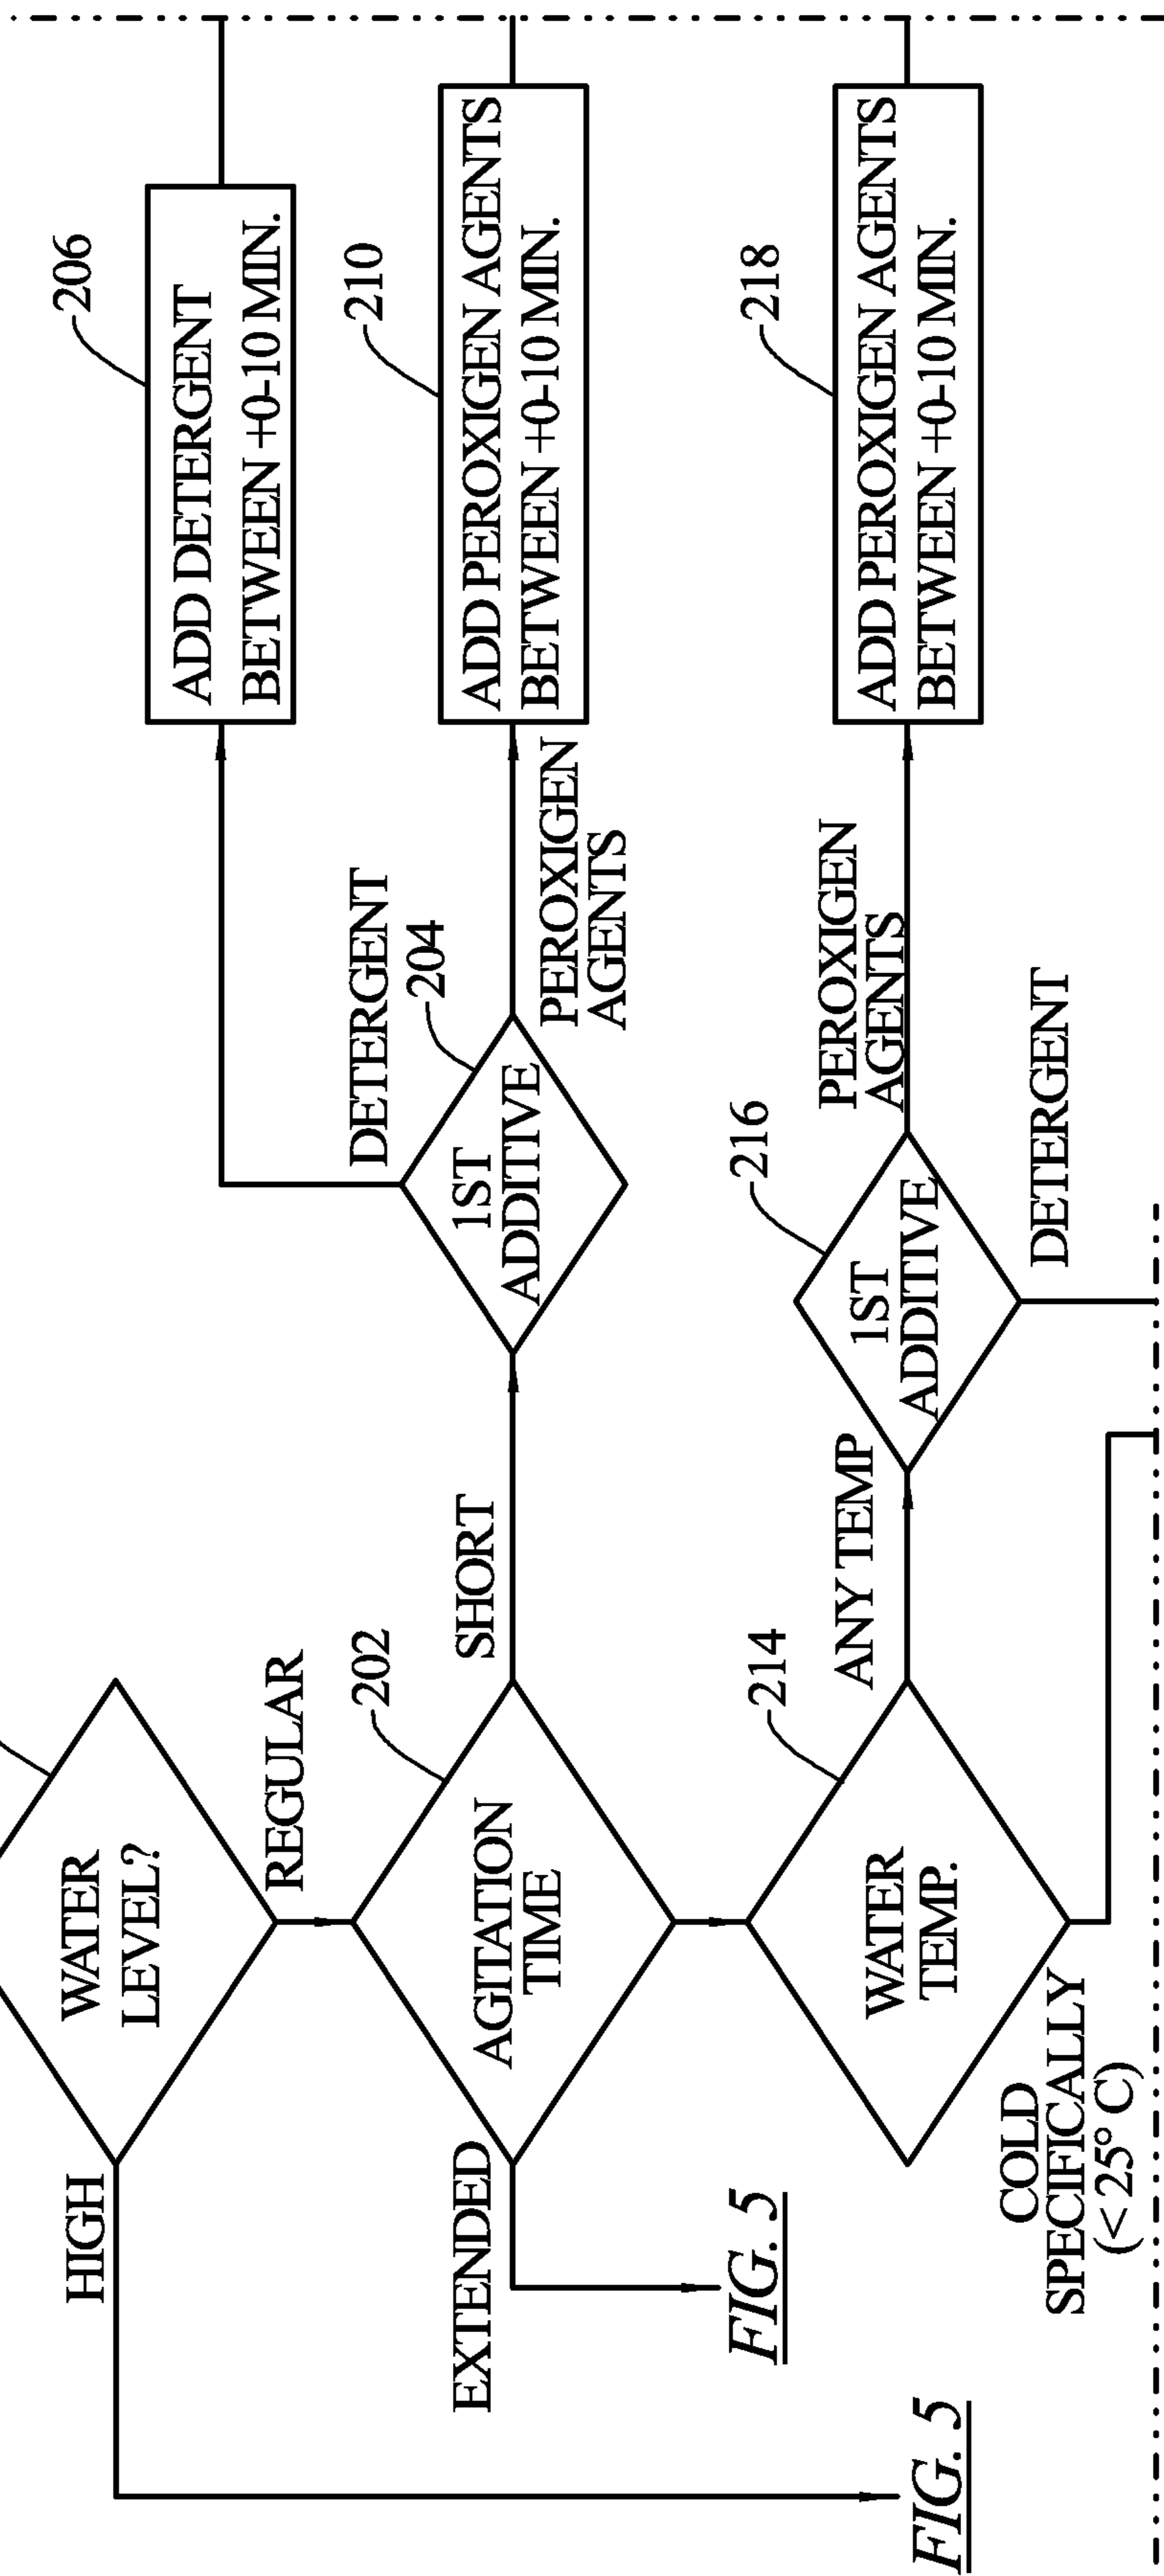 WATER
LEVEL?
HIGH
REGULAR
202
AGITATION
TIME
EXTENDED
FIG. 5
FIG. 5
SHORT
204
1ST
ADDITIVE
DETERGENT
206
ADD DETERGENT
BETWEEN +0-10 MIN.
PEROXIGEN
AGENTS
210
ADD PEROXIGEN AGENTS
BETWEEN +0-10 MIN.
214
WATER
TEMP.
COLD
SPECIFICALLY
(<25° C)
ANY TEMP
216
1ST
ADDITIVE
DETERGENT
PEROXIGEN
AGENTS
218
ADD PEROXIGEN AGENTS
BETWEEN +0-10 MIN.